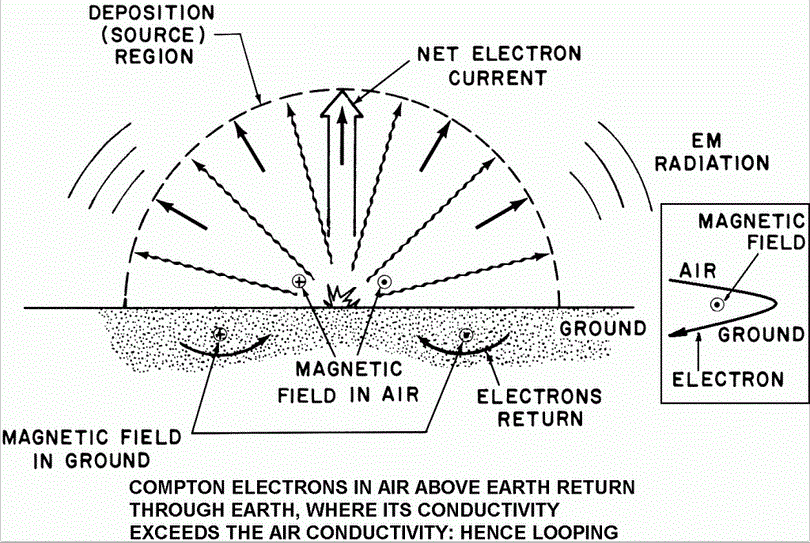 DEPOSITION
(SOURCE)
REGION
NET ELECTRON
CURRENT
EM
RADIATION
MAGNETIC
FIELD
AIR
GROUND
ELECTRON
GROUND
MAGNETIC
FIELD IN AIR
ELECTRONS
RETURN
MAGNETIC FIELD
IN GROUND
COMPTON ELECTRONS IN AIR ABOVE EARTH RETURN
THROUGH EARTH, WHERE ITS CONDUCTIVITY
EXCEEDS THE AIR CONDUCTIVITY: HENCE LOOPING